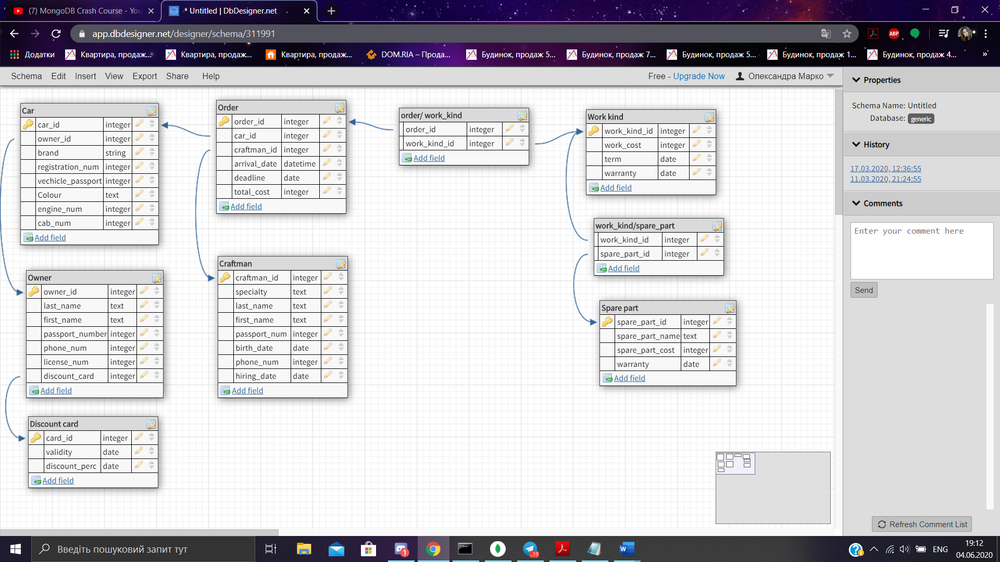 (7) MongoDB Crash Course - You
* Untitled | DbDesigner.net
app.dbdesigner.net/designer/schema/311991
ABP
Додатки
Квартира, продаж...
Квартира, продаж...
Квартира, продаж...
DOM.RIA – Прода...
Будинок, продаж 5...
Будинок, продаж 7...
Будинок, продаж 5...
Будинок, продаж 1...
Будинок, продаж 4...
»
Schema Edit Insert View Export Share Help
Free - Upgrade Now Олександра Марко
Car
car_id integer
owner_id integer
brand string
registration_num integer
vechicle_passport integer
Colour text
engine_num integer
cab_num integer
Add field
Owner
owner_id integer
last_name text
first_name text
passport_number integer
phone_num integer
license_num integer
discount_card integer
Add field
Discount card
card_id integer
validity date
discount_perc date
Add field
Order
order_id integer
car_id integer
craftman_id integer
arrival_date datetime
deadline date
total_cost integer
Add field
Craftman
craftman_id integer
specialty text
last_name text
first_name text
passport_num integer
birth_date date
phone_num integer
hiring_date date
Add field
order/ work_kind
order_id integer
work_kind_id integer
Add field
Work kind
work_kind_id integer
work_cost integer
term date
warranty date
Add field
work_kind/spare_part
work_kind_id integer
spare_part_id integer
Add field
Spare part
spare_part_id integer
spare_part_name text
spare_part_cost integer
warranty date
Add field
Properties
Schema Name: Untitled
Database: generic
History
17.03.2020, 12:36:55
11.03.2020, 21:24:55
Comments
Enter your comment here
Send
Refresh Comment List
Введіть пошуковий запит тут
1
..19
ENG
19:12
04.06.2020